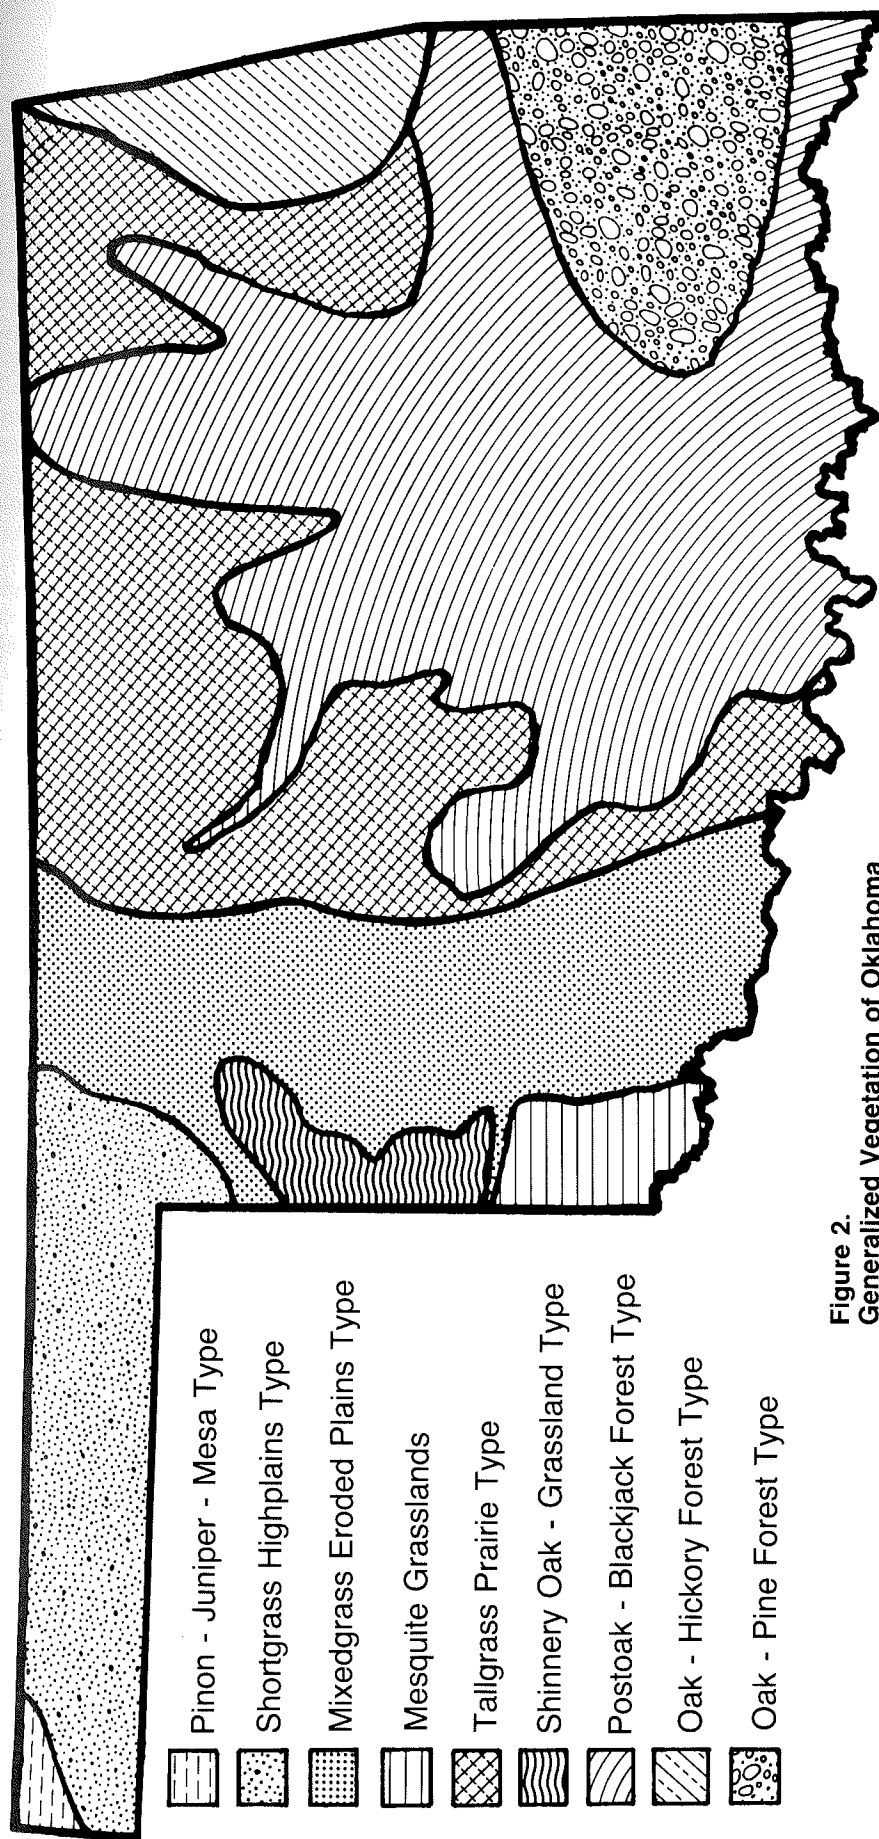 Pinon - Juniper - Mesa Type
Shortgrass Highplains Type
Mixedgrass Eroded Plains Type
Mesquite Grasslands
Tallgrass Prairie Type
Shinnery Oak - Grassland Type
Postoak - Blackjack Forest Type
Oak - Hickory Forest Type
Oak - Pine Forest Type
Figure 2.
Generalized Vegetation of Oklahoma